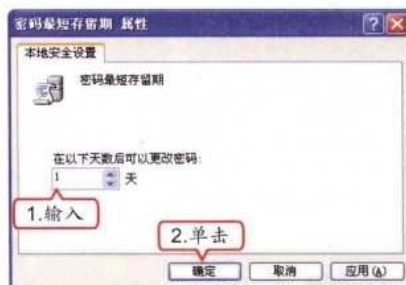 密码最短存留期 属性
本地安全设置
密码最短存留期
在以下天数后可以更改密码:
1 天
1.输入
2.单击
确定 取消 应用(A)